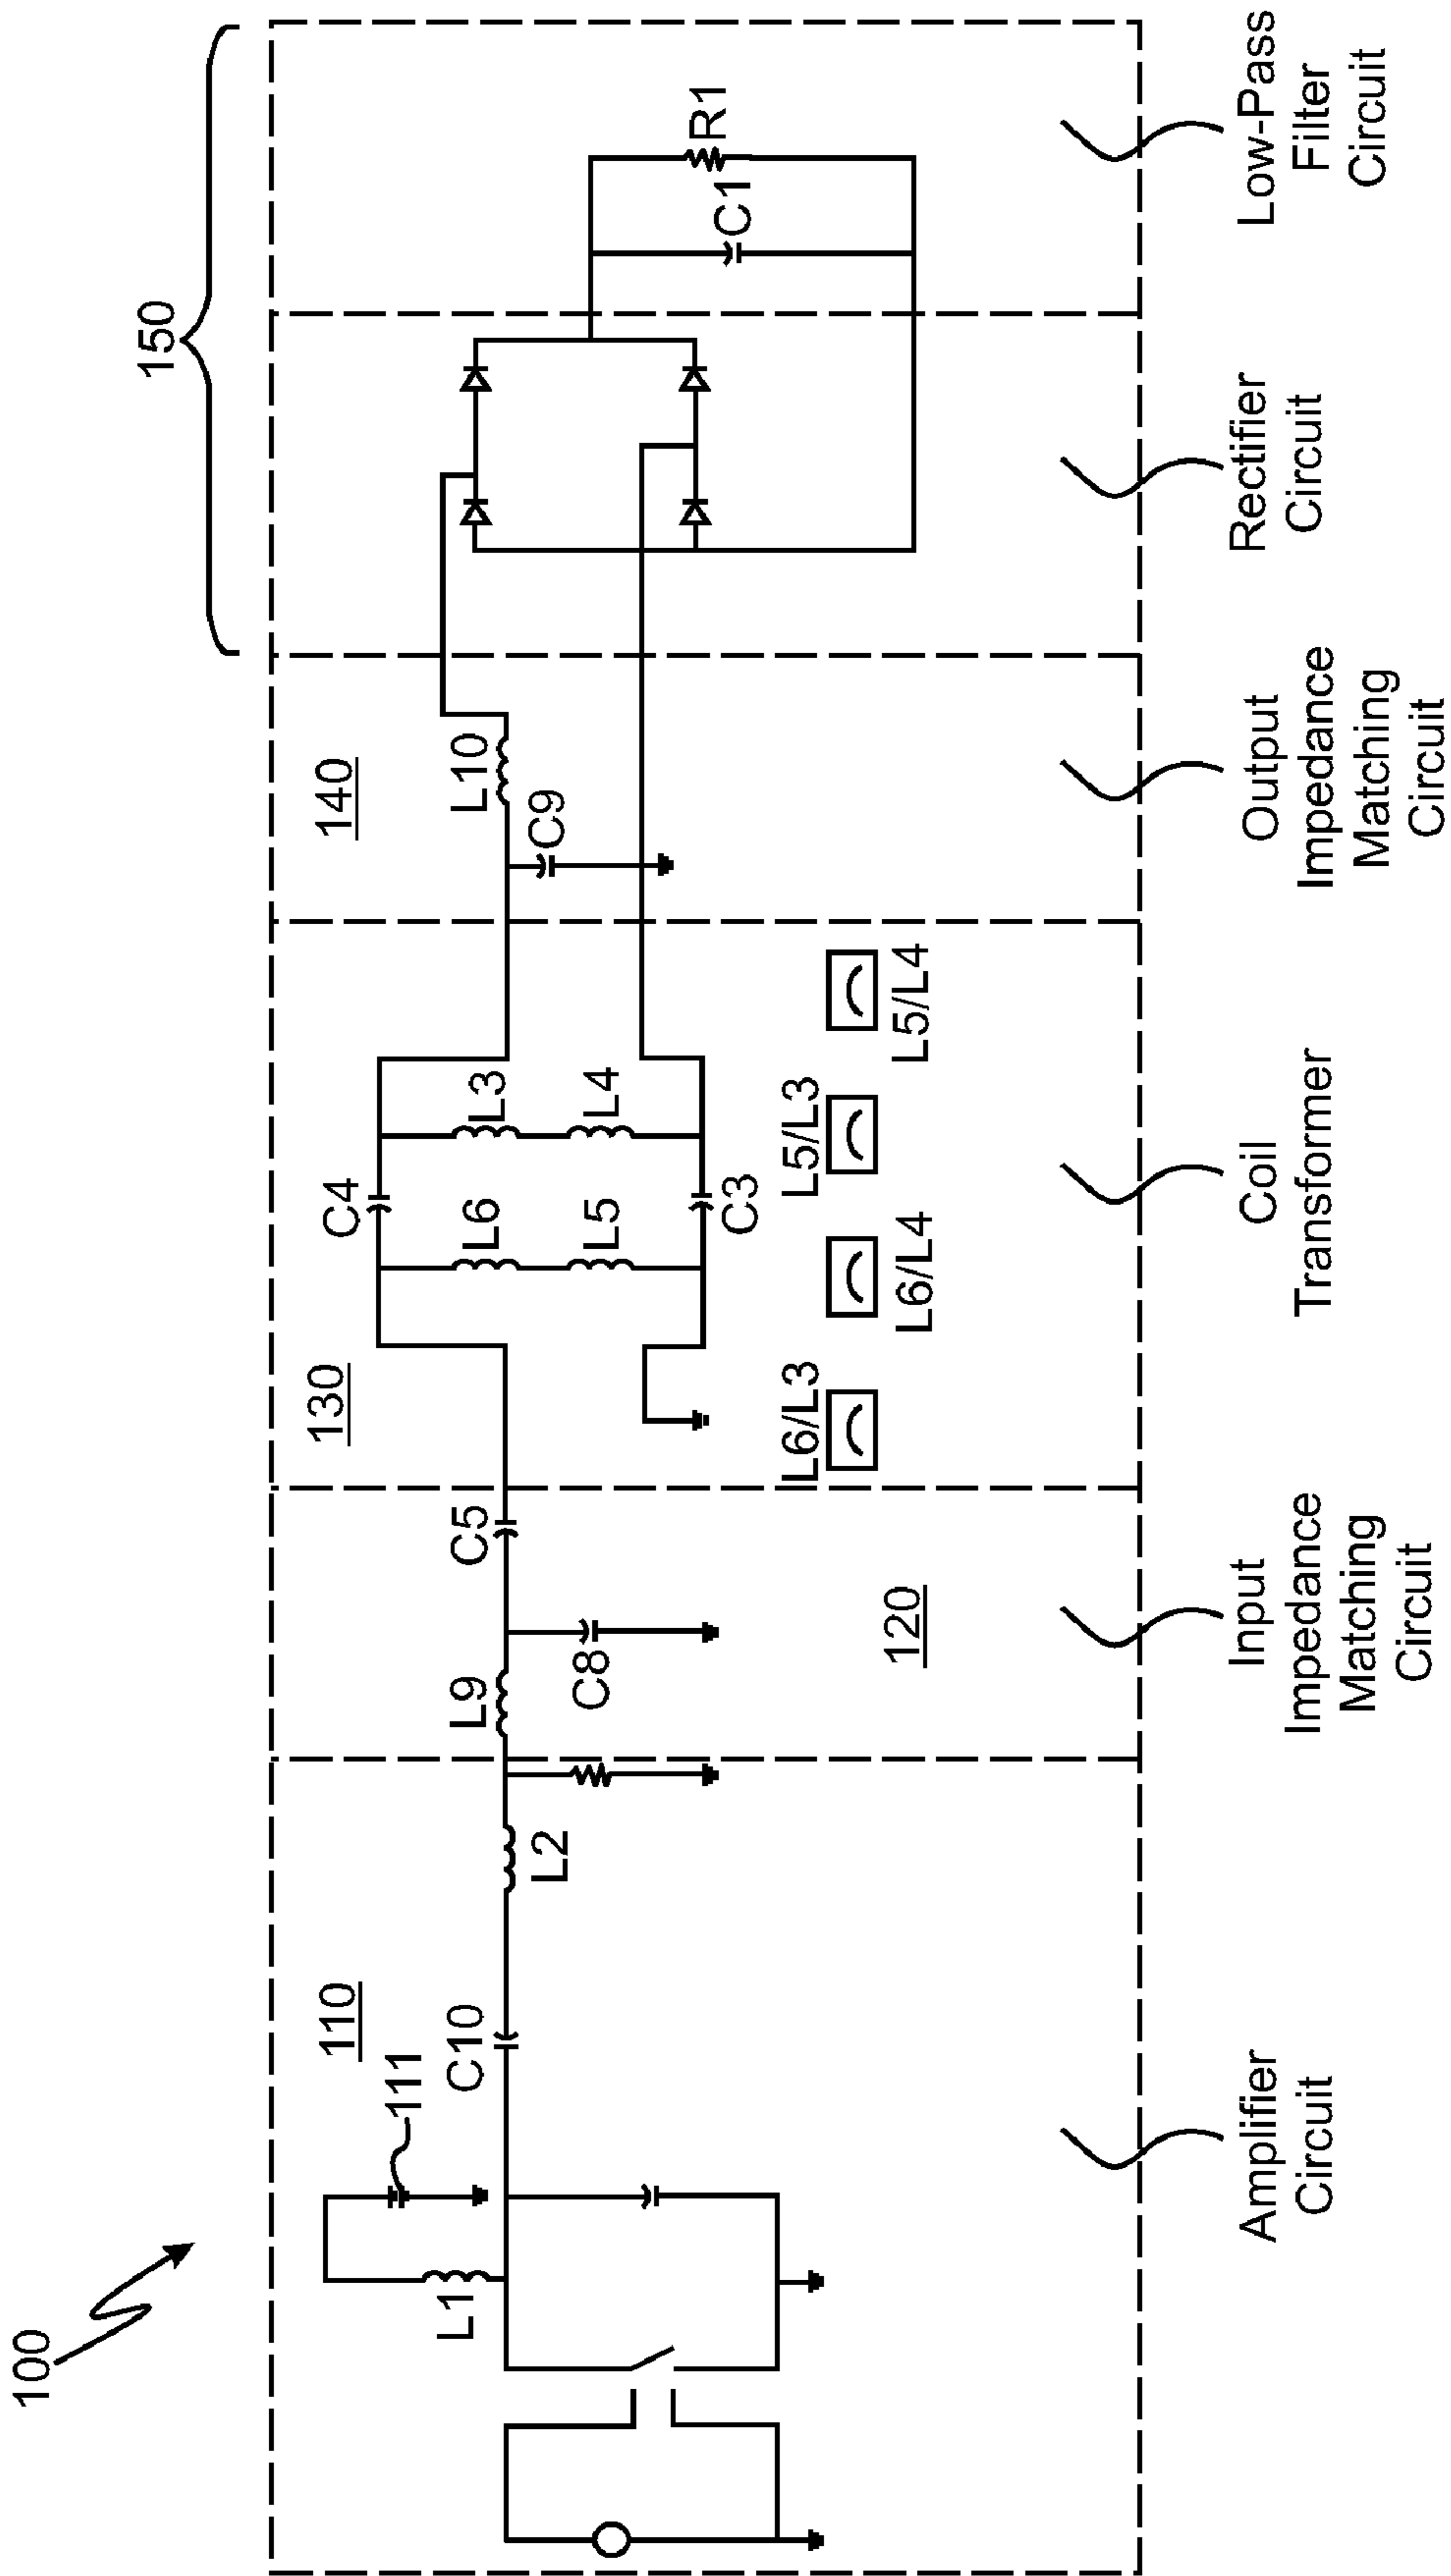 100
150
110
111
L1
C10
L2
L9
C8
C5
120
130
C4
L6
L5
L3
L4
C3
L6/L3
L6/L4
L5/L3
L5/L4
140
C9
L10
C1
R1
Amplifier
Circuit
Input
Impedance
Matching
Circuit
Coil
Transformer
Output
Impedance
Matching
Circuit
Rectifier
Circuit
Low-Pass
Filter
Circuit